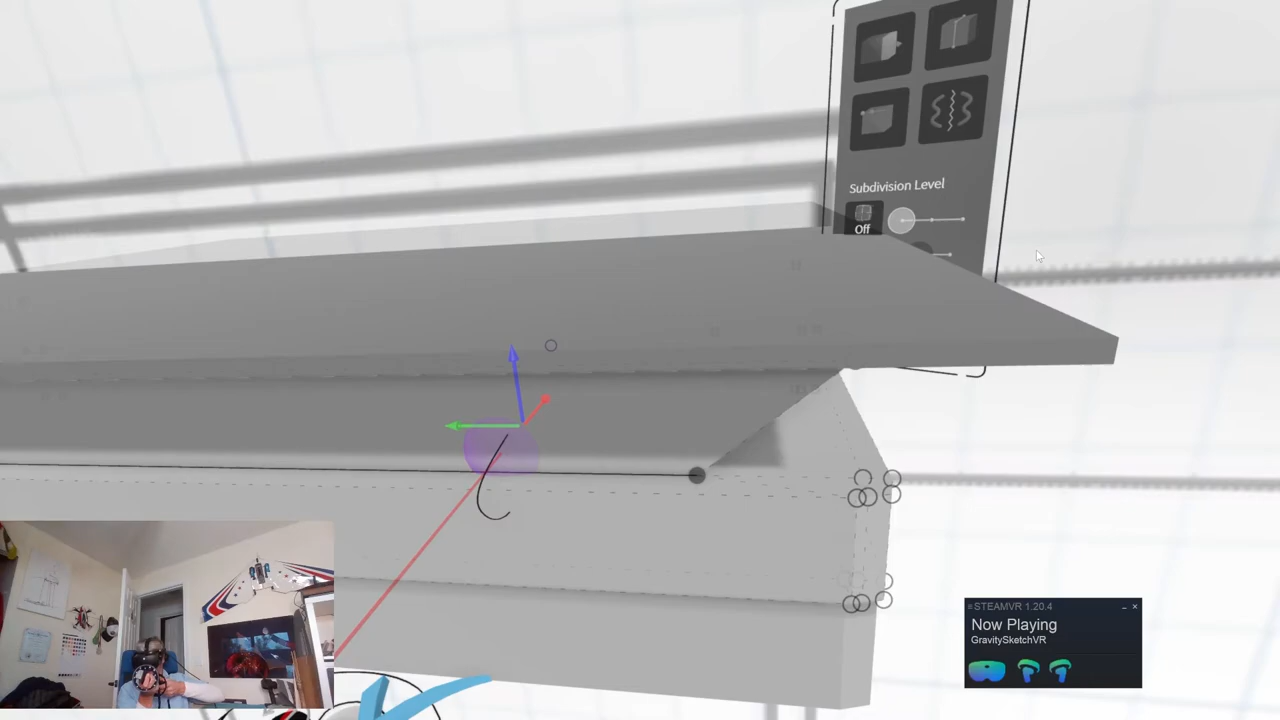 Subdivision Level
Off
STEAMVR 1.20.4
Now Playing
GravitySketchVR